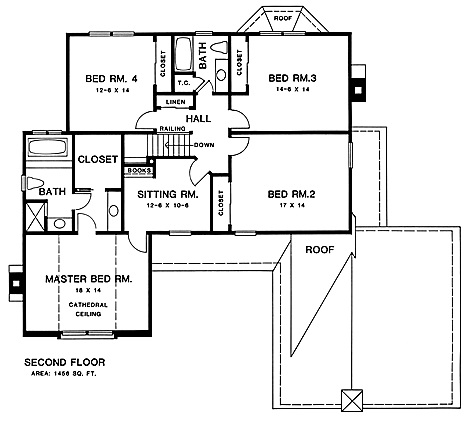 ROOF
BED RM. 4
12-6 X 14
CLOSET
BATH
T.C.
CLOSET
BED RM.3
14-6 X 14
LINEN
HALL
RAILING
DOWN
CLOSET
BOOKS
BATH
SITTING RM.
12-6 X 10-6
CLOSET
BED RM.2
17 X 14
ROOF
MASTER BED RM.
18 X 14
CATHEDRAL
CEILING
SECOND FLOOR
AREA: 1456 SQ. FT.